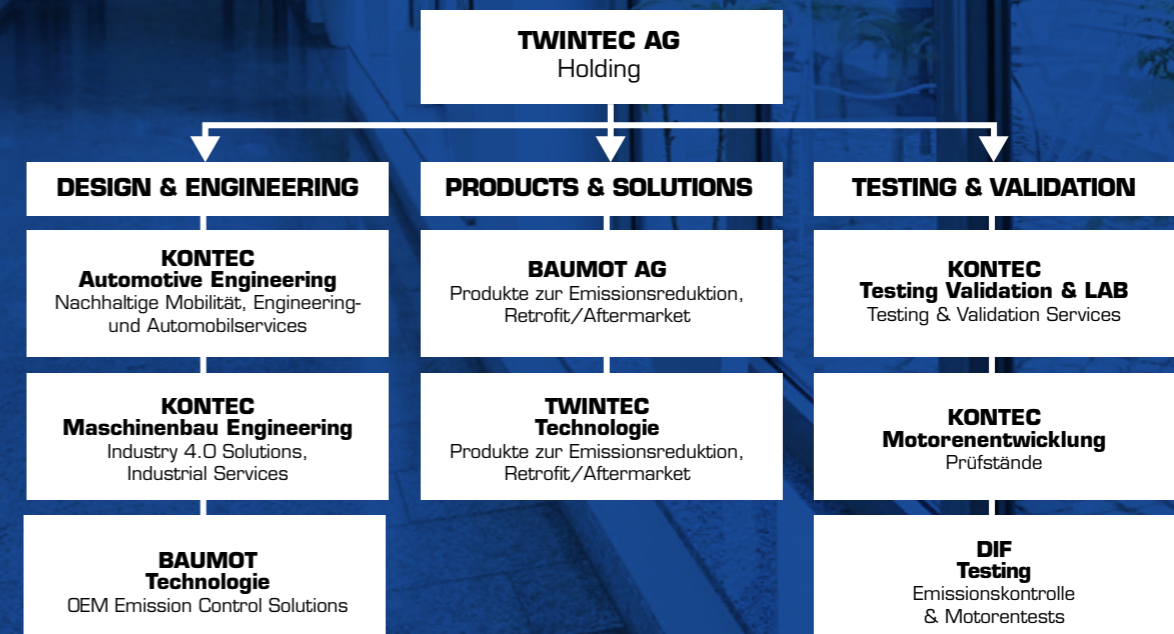 TWINTEC AG
Holding
DESIGN & ENGINEERING
KONTEC
Automotive Engineering
Nachhaltige Mobilität, Engineering-
und Automobilservices
KONTEC
Maschinenbau Engineering
Industry 4.0 Solutions,
Industrial Services
BAUMOT
Technologie
OEM Emission Control Solutions
PRODUCTS & SOLUTIONS
BAUMOT AG
Produkte zur Emissionsreduktion,
Retrofit/Aftermarket
TWINTEC
Technologie
Produkte zur Emissionsreduktion,
Retrofit/Aftermarket
TESTING & VALIDATION
KONTEC
Testing Validation & LAB
Testing & Validation Services
KONTEC
Motorenentwicklung
Prüfstände
DIF
Testing
Emissionskontrolle
& Motorentests